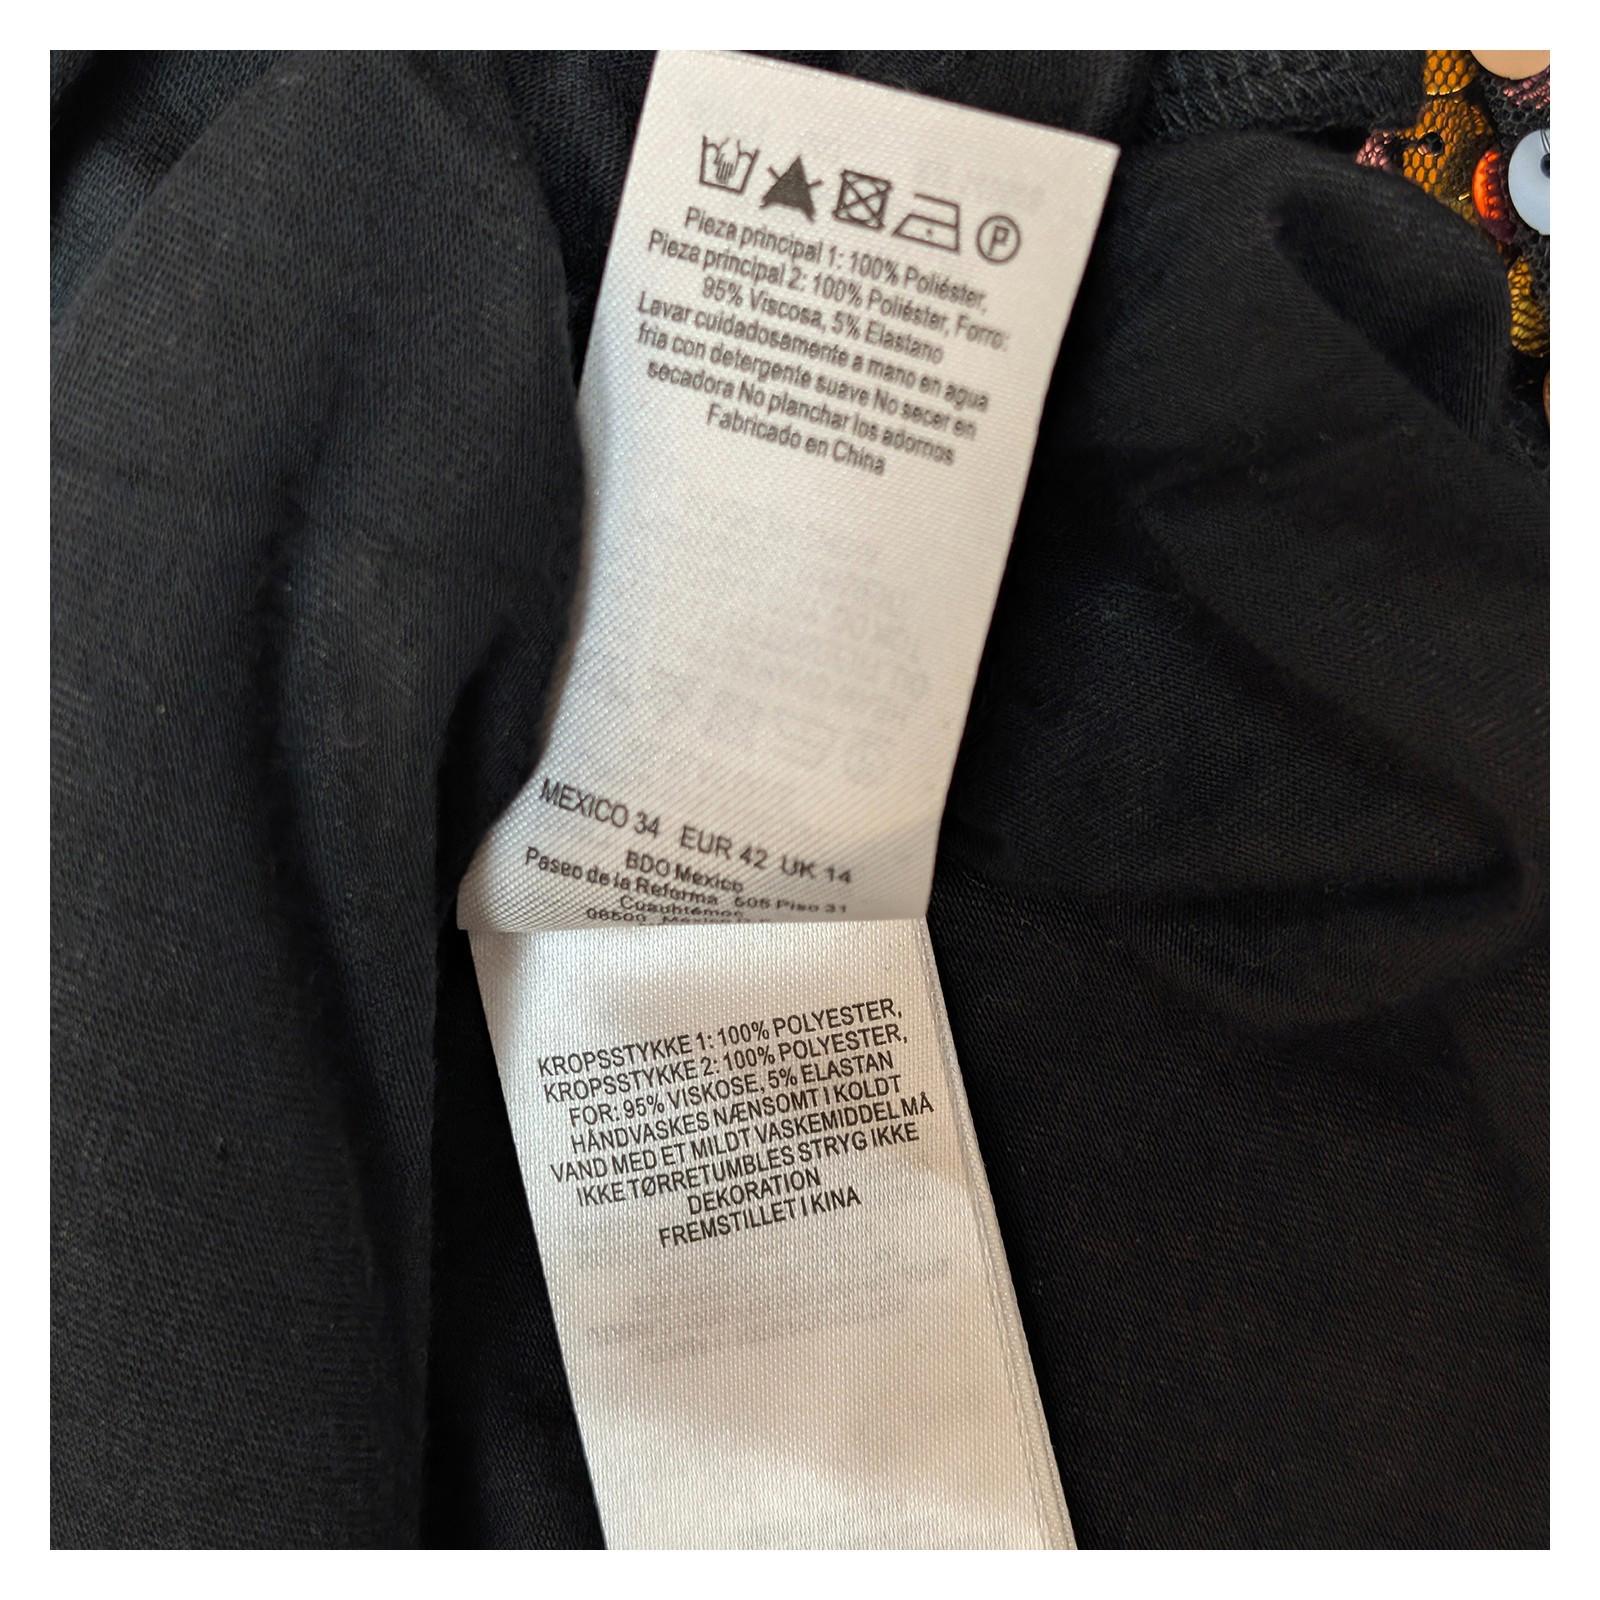 P
Pieza principal 1: 100% Poliéster,
Pieza principal 2: 100% Poliéster, Forro:
95% Viscosa, 5% Elastano
Lavar cuidadosamente a mano en agua
fria con detergente suave No secer en
secadora No planchar los adornos
Fabricado en China
MEXICO 34 EUR 42 UK 14
BDO Mexico
Paseo de la Reforma 505 Piso 31
Cuauhtémoc
06500
KROPSSTYKKE 1: 100% POLYESTER,
KROPSSTYKKE 2: 100% POLYESTER,
FOR: 95% VISKOSE, 5% ELASTAN
HÅNDVASKES NÆNSOMT I KOLDT
VAND MED ET MILDT VASKEMIDDEL MÅ
IKKE TØRRETUMBLES STRYG IKKE
DEKORATION
FREMSTILLET I KINA